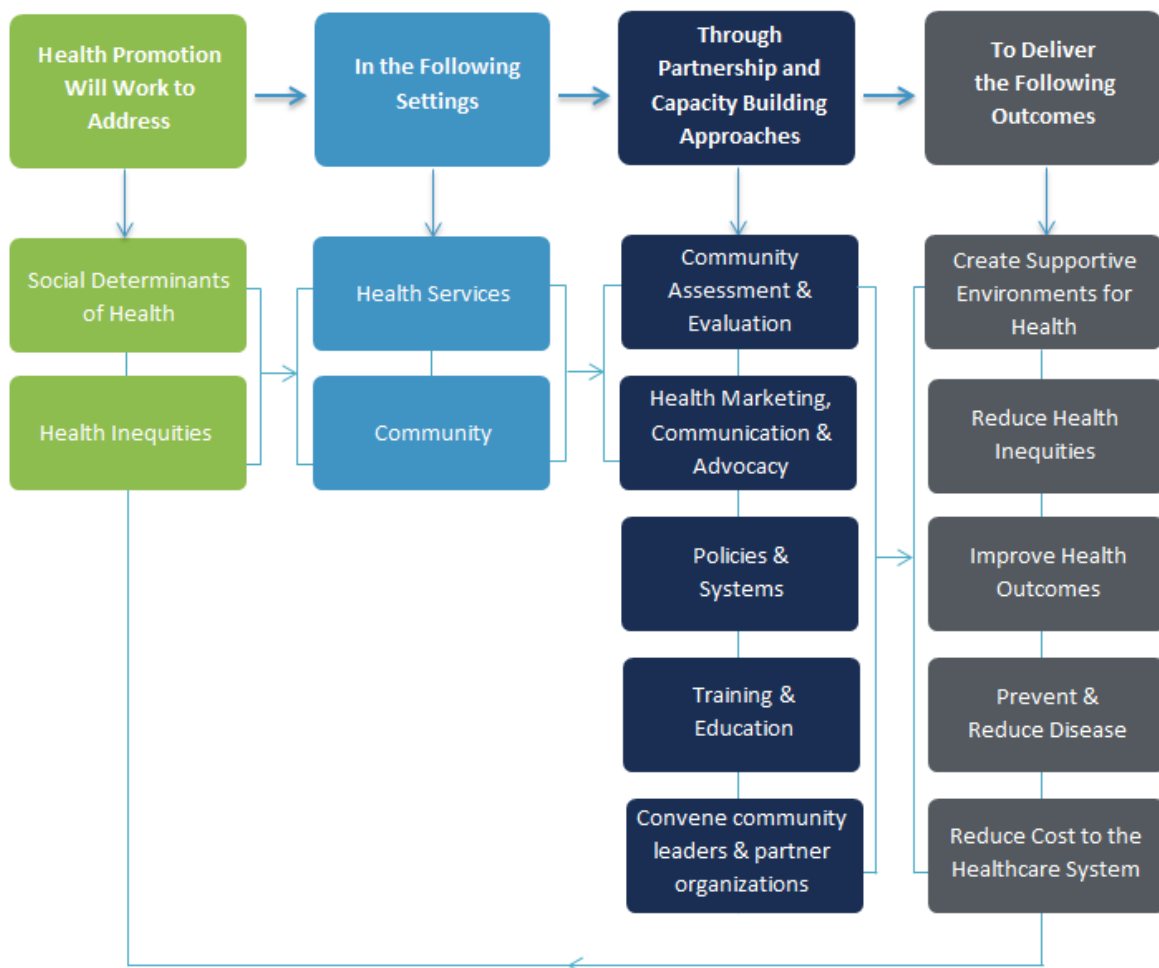 Health Promotion
Will Work to
Address
In the Following
Settings
Through
Partnership and
Capacity Building
Approaches
To Deliver
the Following
Outcomes
Social Determinants
of Health
Health Inequities
Health Services
Community
Community
Assessment &
Evaluation
Health Marketing,
Communication &
Advocacy
Policies &
Systems
Training &
Education
Convene community
leaders & partner
organizations
Create Supportive
Environments for
Health
Reduce Health
Inequities
Improve Health
Outcomes
Prevent &
Reduce Disease
Reduce Cost to the
Healthcare System